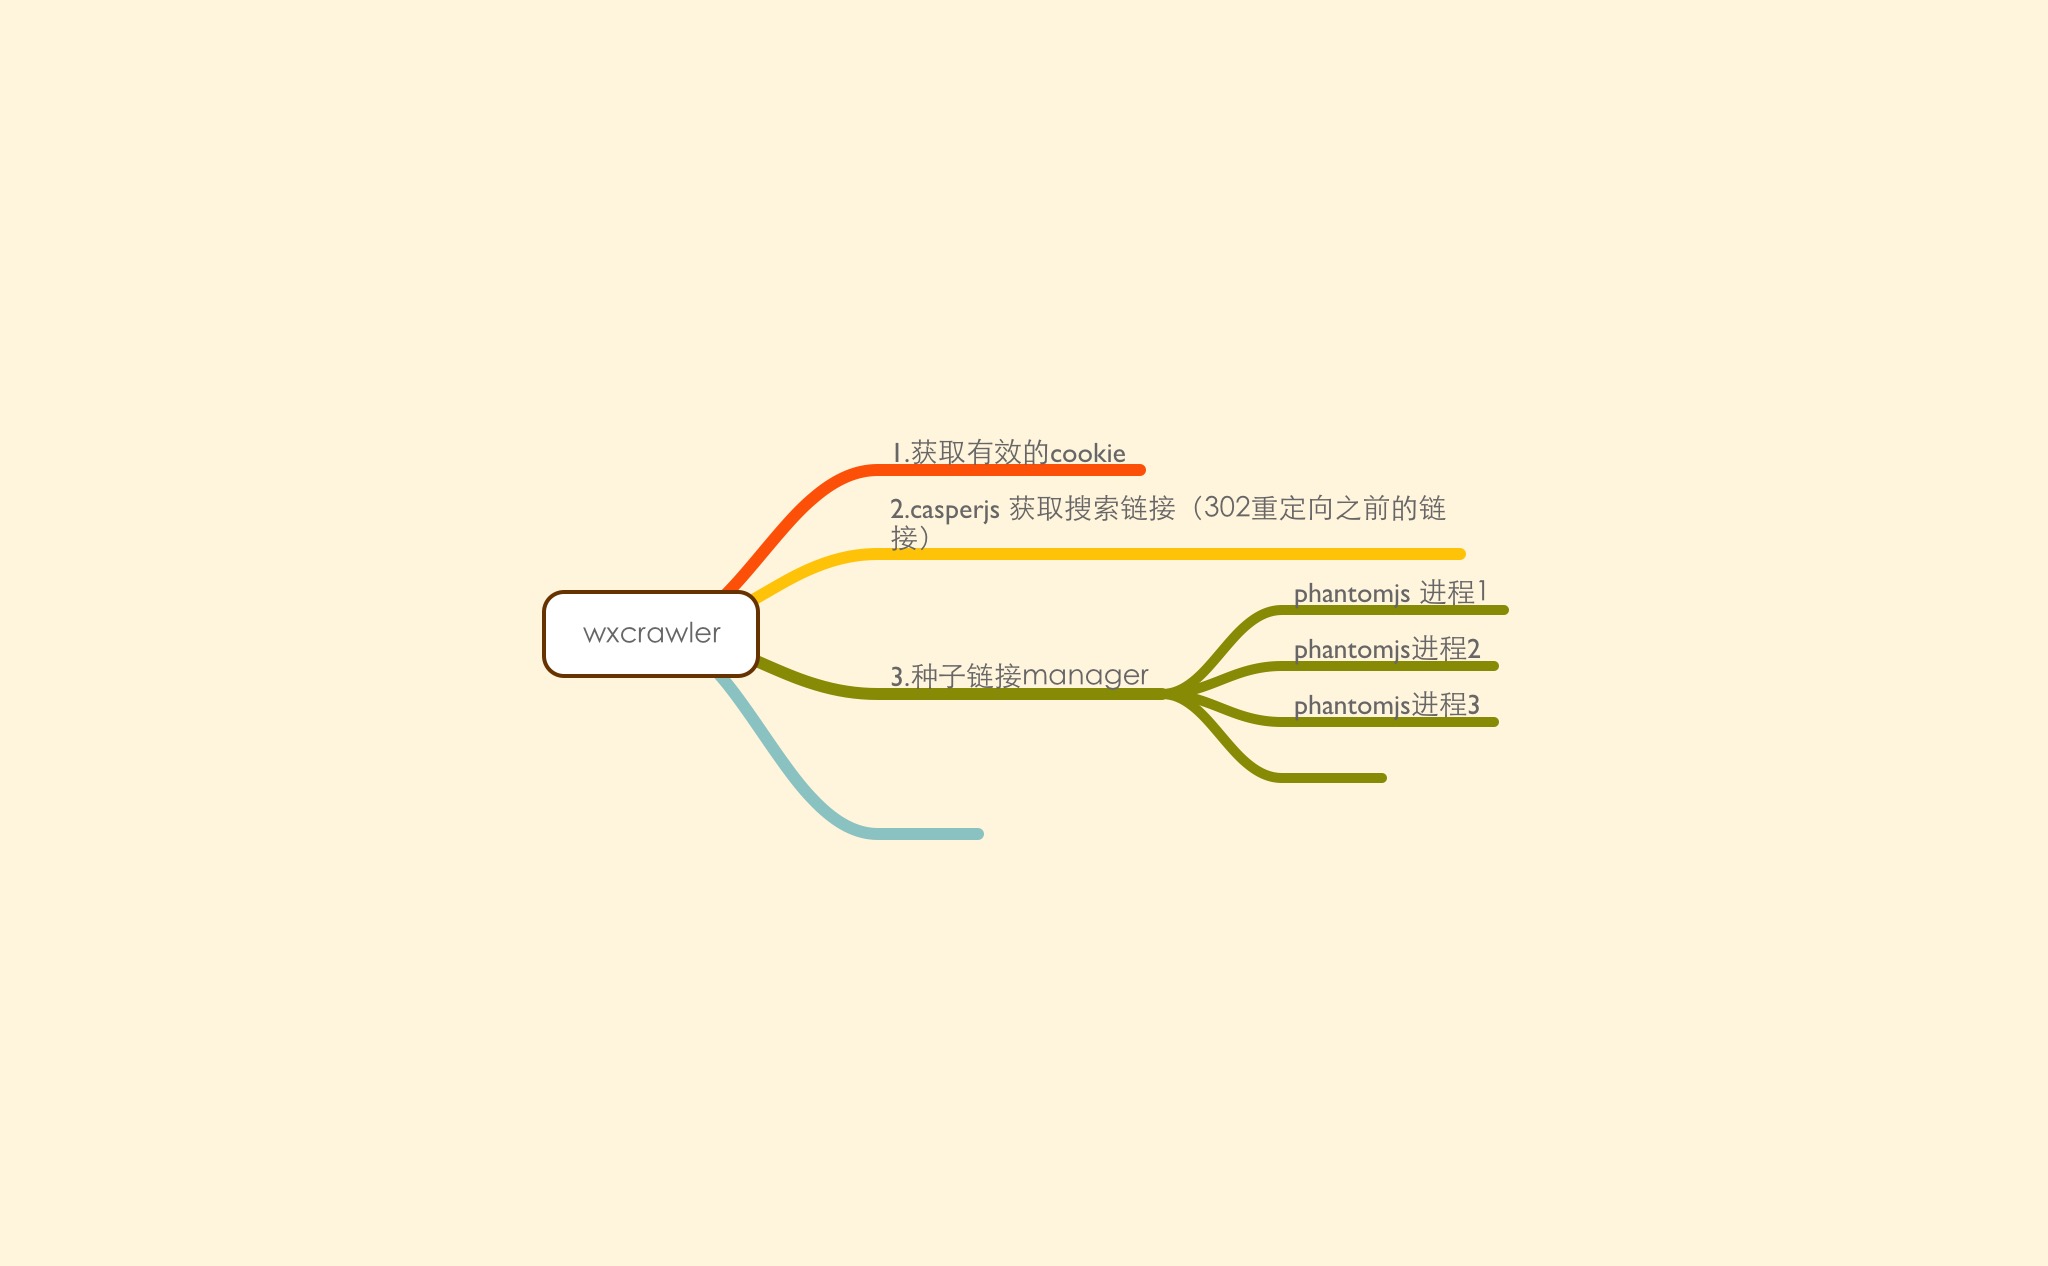 1.获取有效的cookie
2.casperjs 获取搜索链接（302重定向之前的链
接）
wxcrawler
3.种子链接manager
phantomjs 进程1
phantomjs进程2
phantomjs进程3